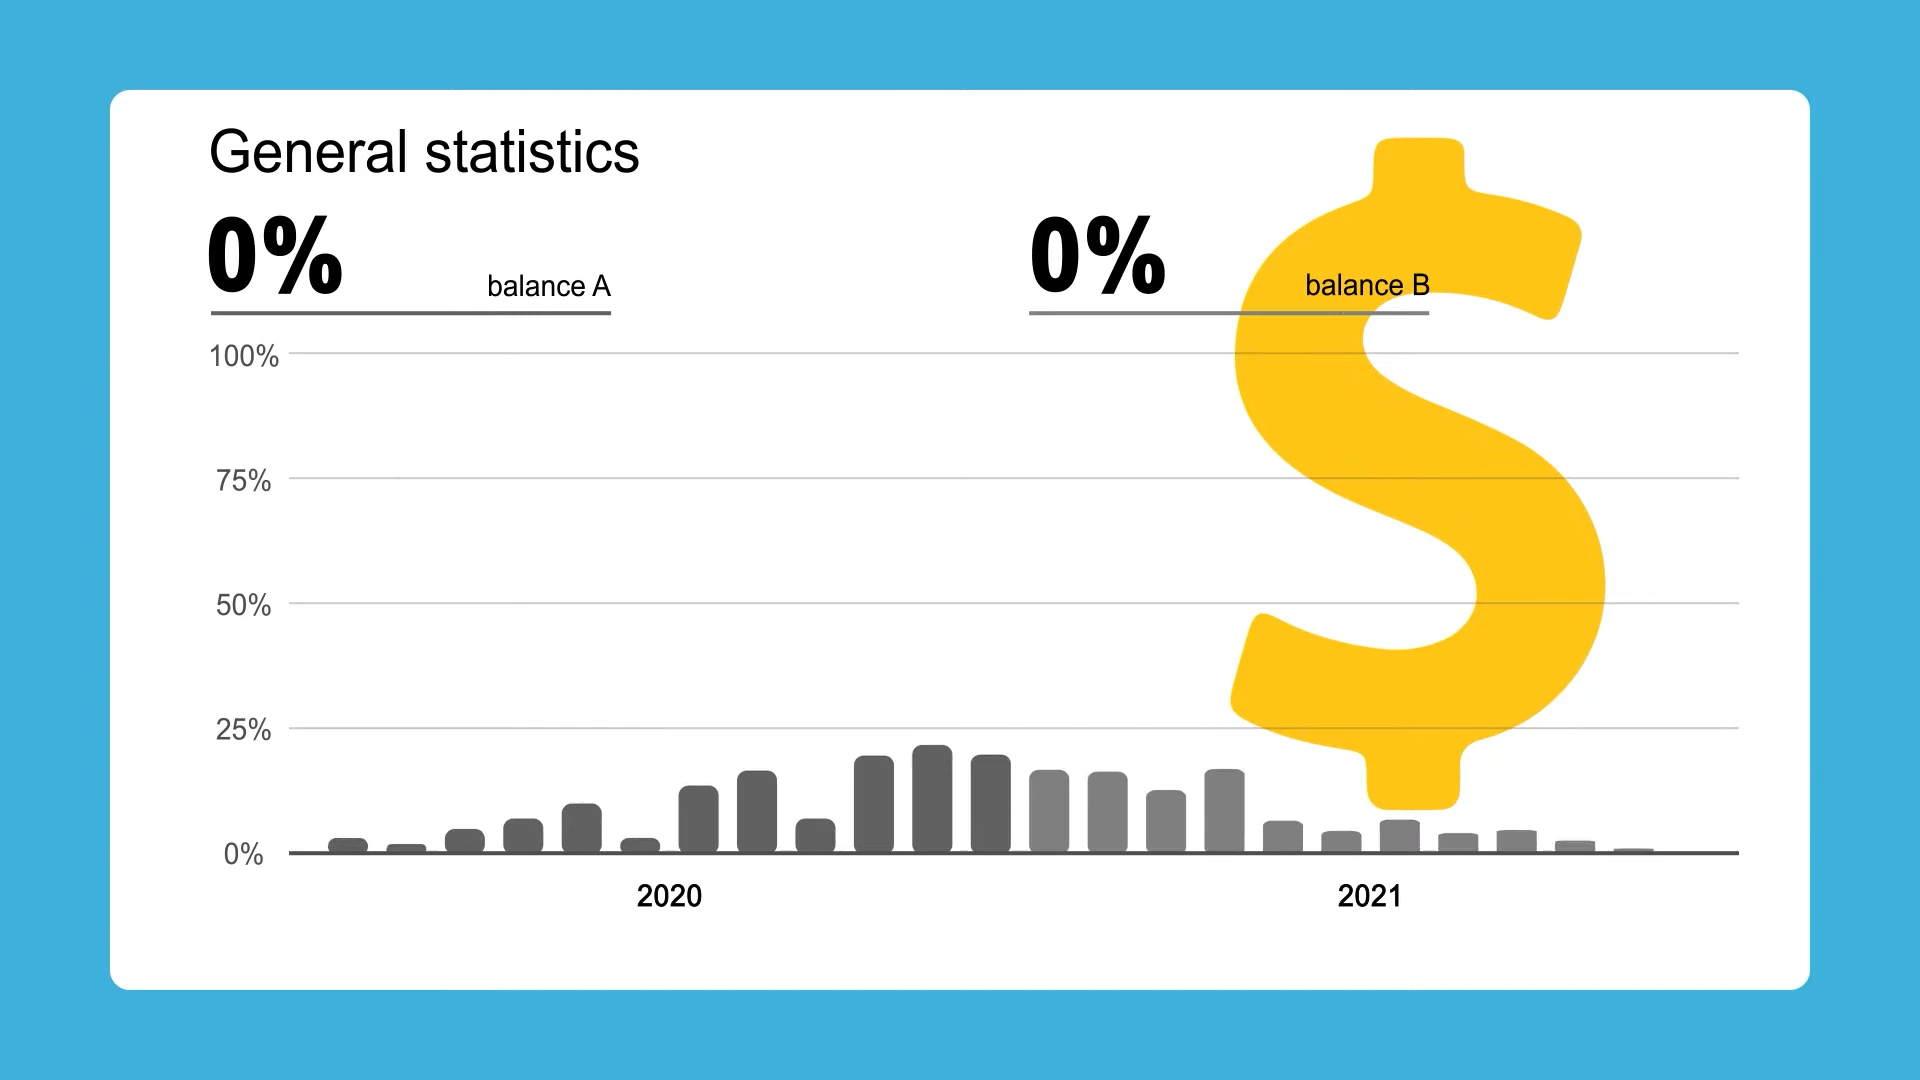 General statistics
0% balance A
0% balance B
100%
75%
50%
25%
0%
2020 2021
$